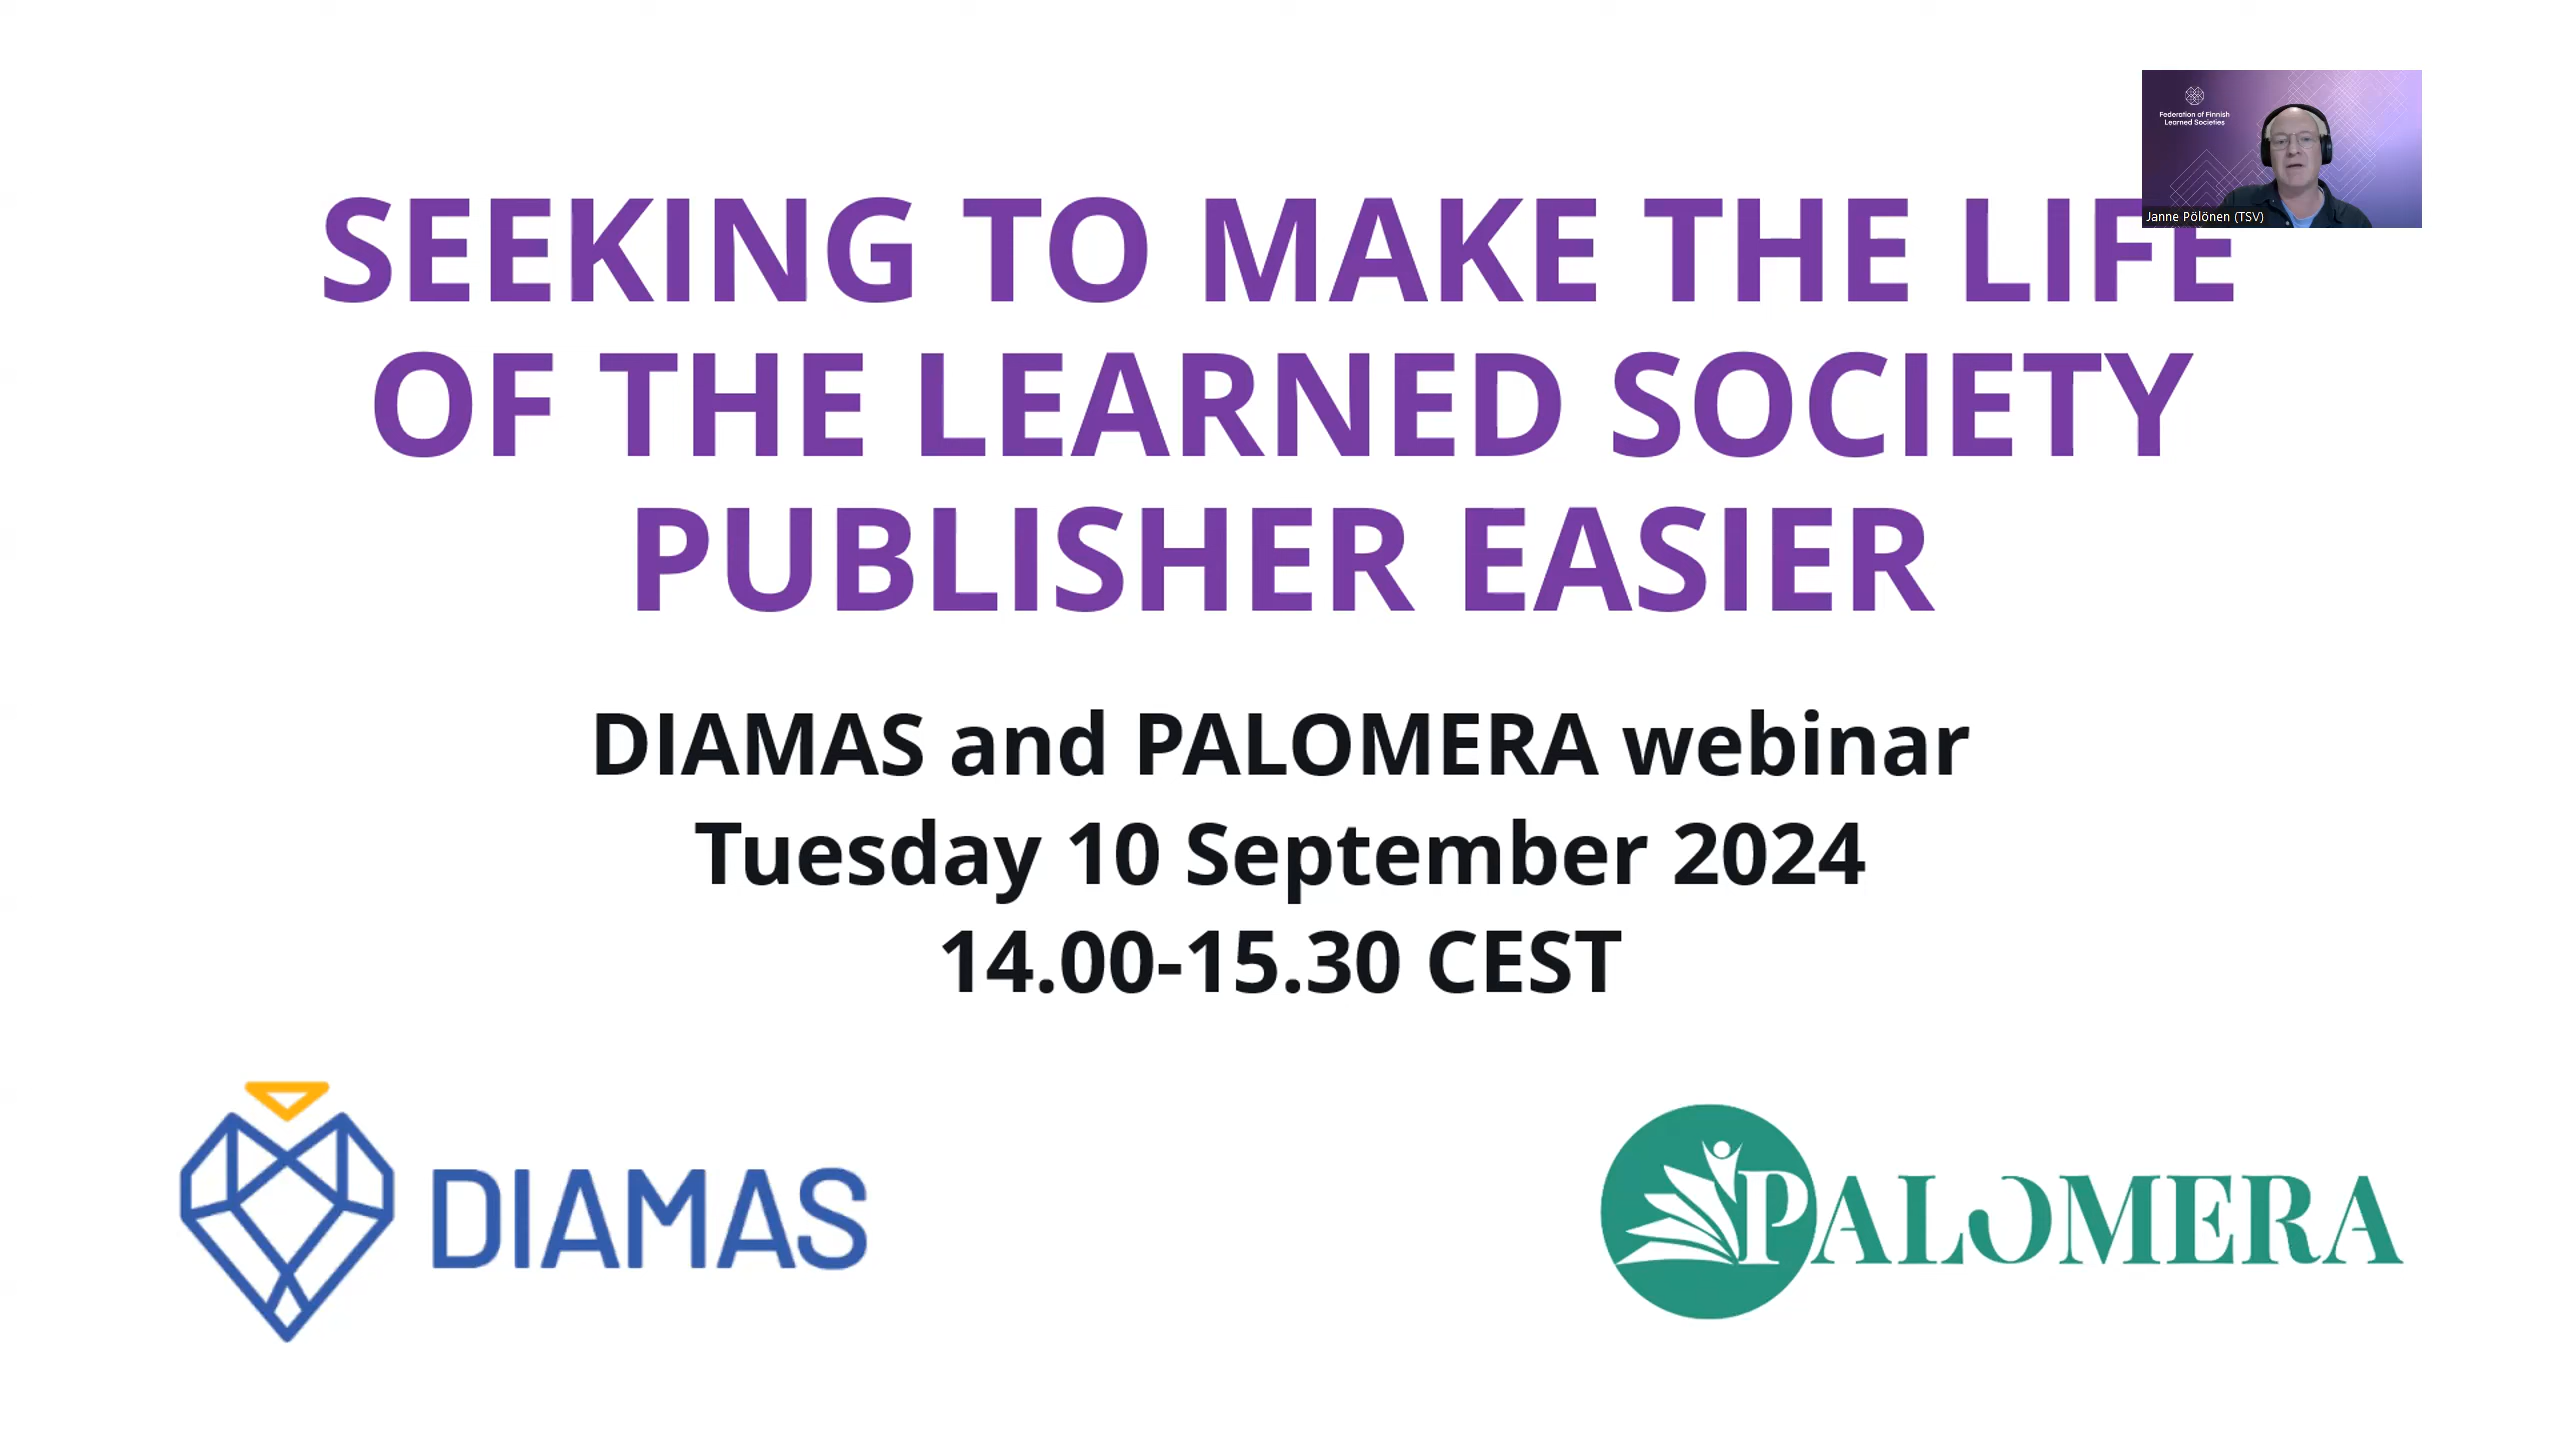 Federation of Finnish
Learned Societies
Janne Pölönen (TSV)
SEEKING TO MAKE THE LIFE
OF THE LEARNED SOCIETY
PUBLISHER EASIER
DIAMAS and PALOMERA webinar
Tuesday 10 September 2024
14.00-15.30 CEST
DIAMAS
PALOMERA